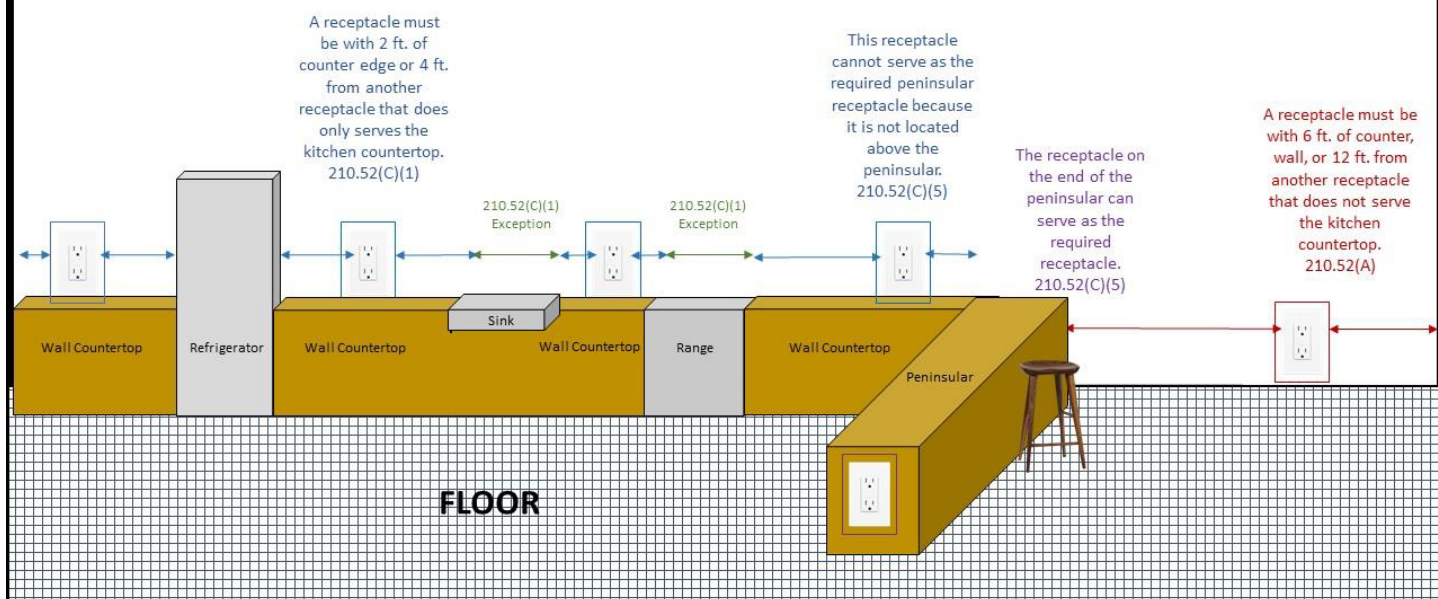 A receptacle must
be with 2 ft. of
counter edge or 4 ft.
from another
receptacle that does
only serves the
kitchen countertop.
210.52(C)(1)
210.52(C)(1)
Exception
210.52(C)(1)
Exception
This receptacle
cannot serve as the
required peninsular
receptacle because
it is not located
above the
peninsular.
210.52(C)(5)
The receptacle on
the end of the
peninsular can
serve as the
required
receptacle.
210.52(C)(5)
A receptacle must be
with 6 ft. of counter,
wall, or 12 ft. from
another receptacle
that does not serve
the kitchen
countertop.
210.52(A)
Wall Countertop
Refrigerator
Wall Countertop
Sink
Wall Countertop
Range
Wall Countertop
Peninsular
FLOOR